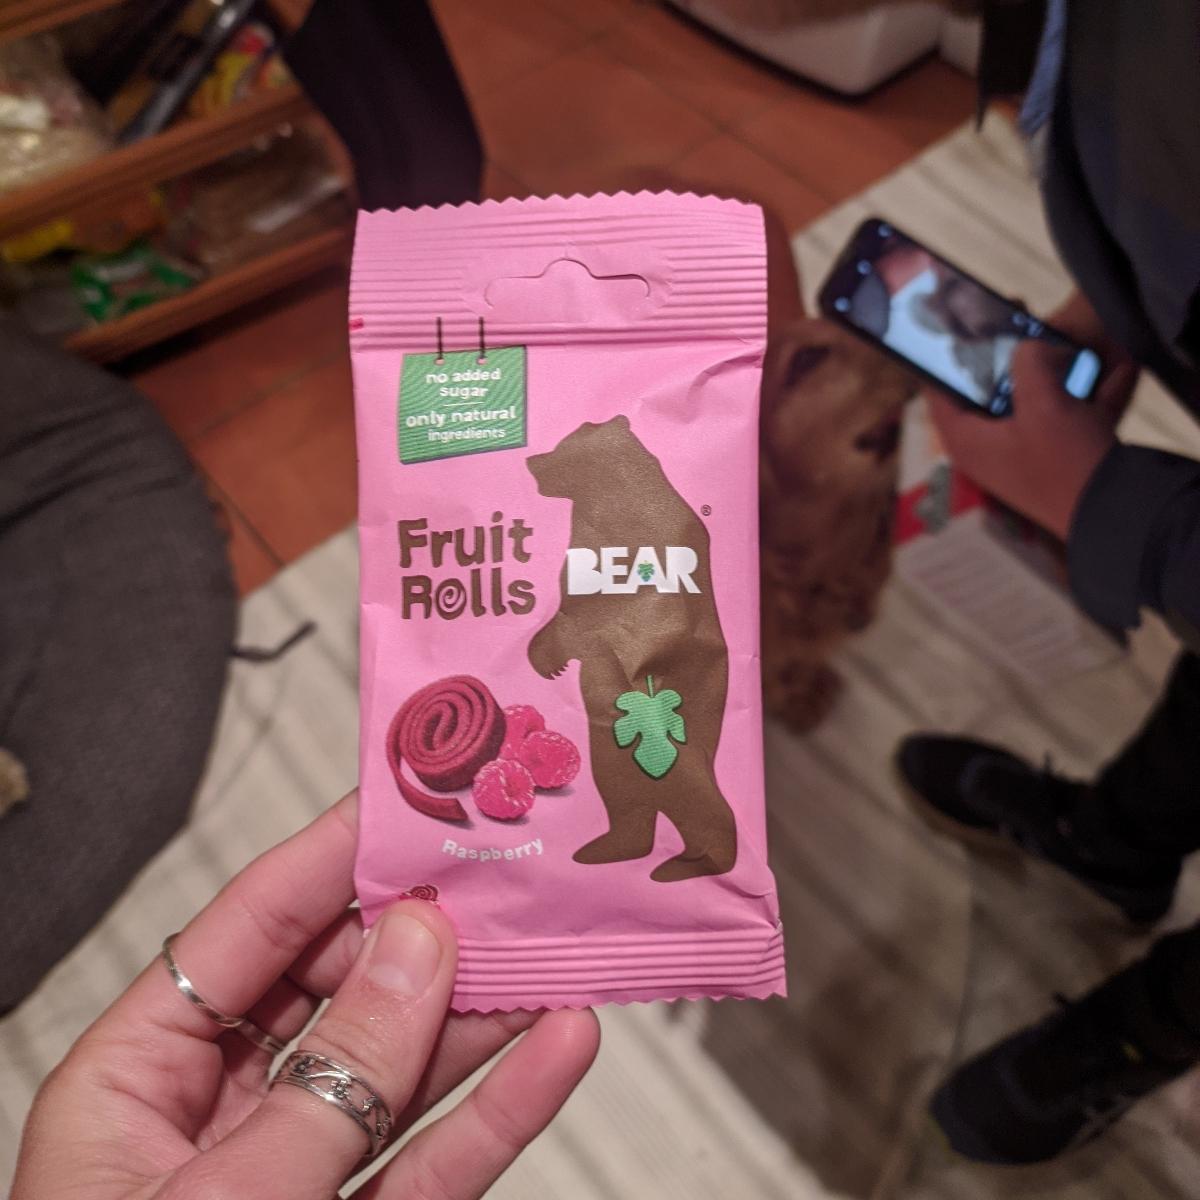 no added
sugar
only natural
ingredients
Fruit
Rolls
BEAR
®
Raspberry